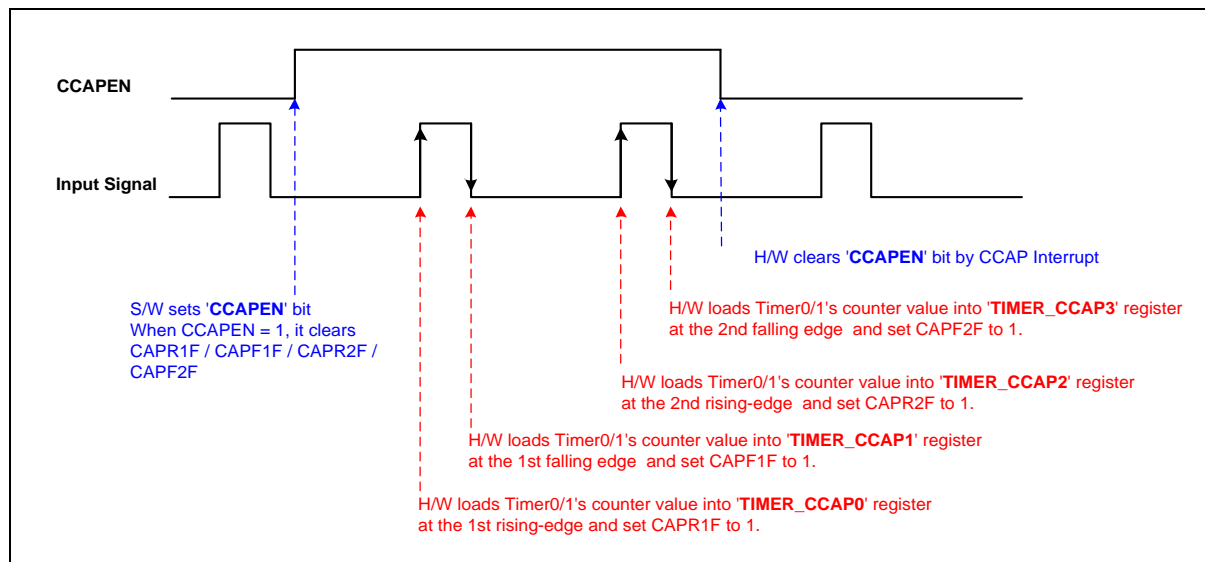 CCAPEN
Input Signal
H/W clears 'CCAPEN' bit by CCAP Interrupt
S/W sets 'CCAPEN' bit
When CCAPEN = 1, it clears
CAPR1F / CAPF1F / CAPR2F /
CAPF2F
H/W loads Timer0/1's counter value into 'TIMER_CCAP3' register
at the 2nd falling edge  and set CAPF2F to 1.
H/W loads Timer0/1's counter value into 'TIMER_CCAP2' register
at the 2nd rising-edge  and set CAPR2F to 1.
H/W loads Timer0/1's counter value into 'TIMER_CCAP1' register
at the 1st falling edge  and set CAPF1F to 1.
H/W loads Timer0/1's counter value into 'TIMER_CCAP0' register
at the 1st rising-edge and set CAPR1F to 1.